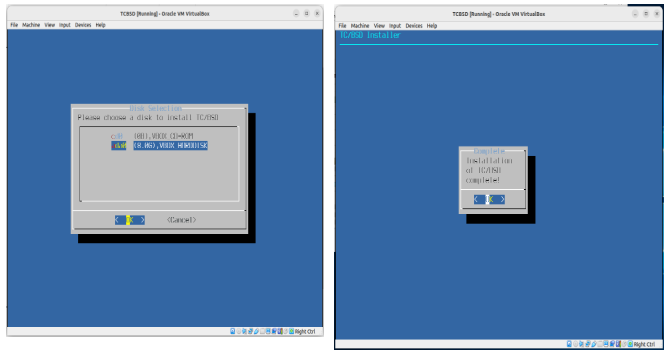 TCBSD [Running] - Oracle VM VirtualBox
File Machine View Input Devices Help
Disk Selection
Please choose a disk to install TC/BSD
cd0 (0B),VBOX CD-ROM
(8.0G),VBOX HARDDISK
< OK > <Cancel>
Right Ctrl
TCBSD [Running] - Oracle VM VirtualBox
File Machine View Input Devices Help
TC/BSD Installer
Complete
Installation
of TC/BSD
complete!
< OK >
Right Ctrl